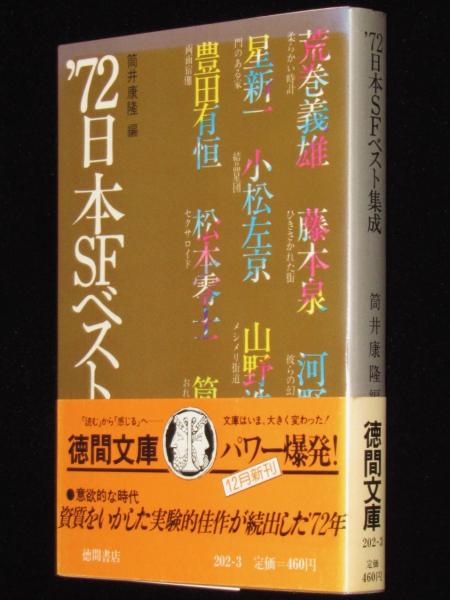 '72日本SFベスト集成
筒井康隆 編
荒巻義雄
柔らかい時計
藤本泉
ひきさかれた街
河野
彼らの幻
星新一
門のある家
小松左京
結晶星団
山野浩
メシメリ街道
豊田有恒
両面宿儺
松本零士
セクサロイド
筒
おれ
筒井康隆 編
'72日本SFベスト
「読む」から「感じる」へ──
徳間文庫
文庫はいま、大きく変わった!
パワー爆発!
12月新刊
●意欲的な時代
資質をいかした実験的佳作が続出した'72年
徳間書店
202-3 定価=460円
徳間文庫
202-3
定価
460円